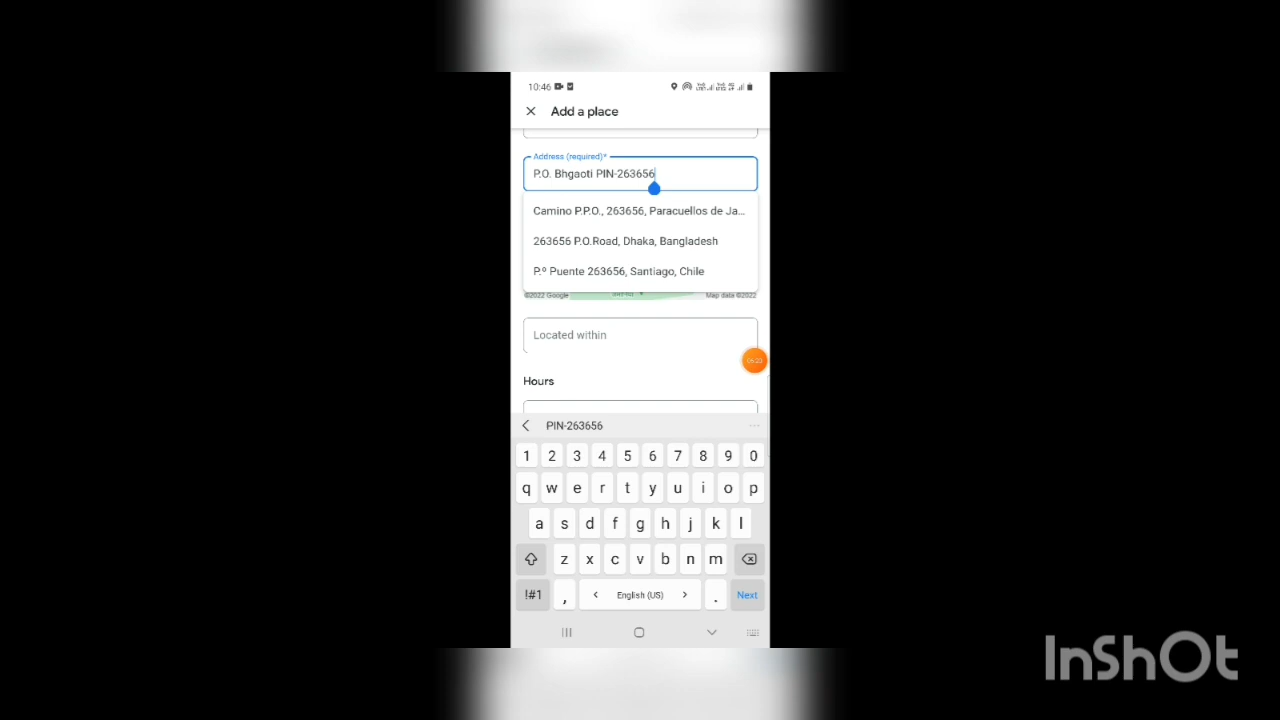 10:46
Add a place
Address (required)*
P.O. Bhgaoti PIN-263656
Camino P.P.O., 263656, Paracuellos de Ja...
263656 P.O.Road, Dhaka, Bangladesh
P.º Puente 263656, Santiago, Chile
©2022 Google
Map data ©2022
Located within
Hours
PIN-263656
1 2 3 4 5 6 7 8 9 0
q w e r t y u i o p
a s d f g h j k l
z x c v b n m
!#1 , English (US) . Next
InShOt